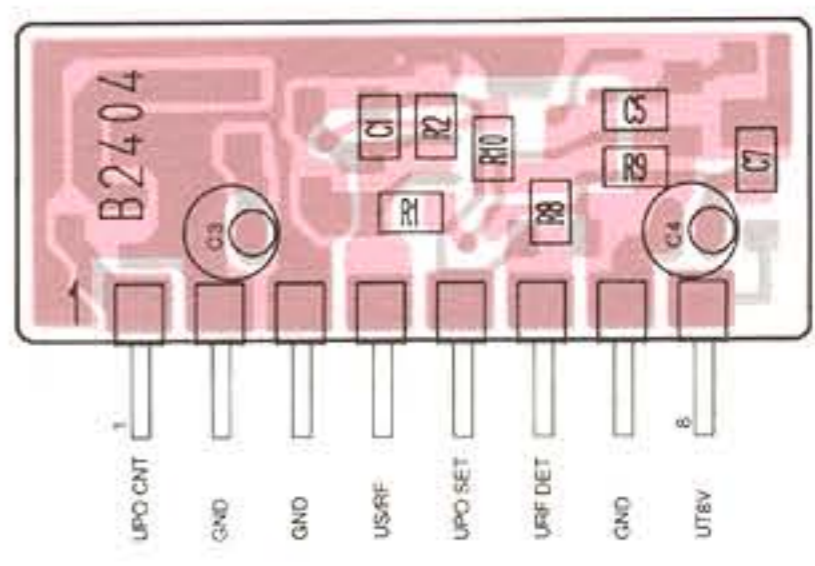 B2404
C1
R2
R10
C5
R9
C7
R1
R8
C3
C4
1
8
UPO CNT
GND
GND
US/RF
UPO SET
URF DET
GND
UT8V